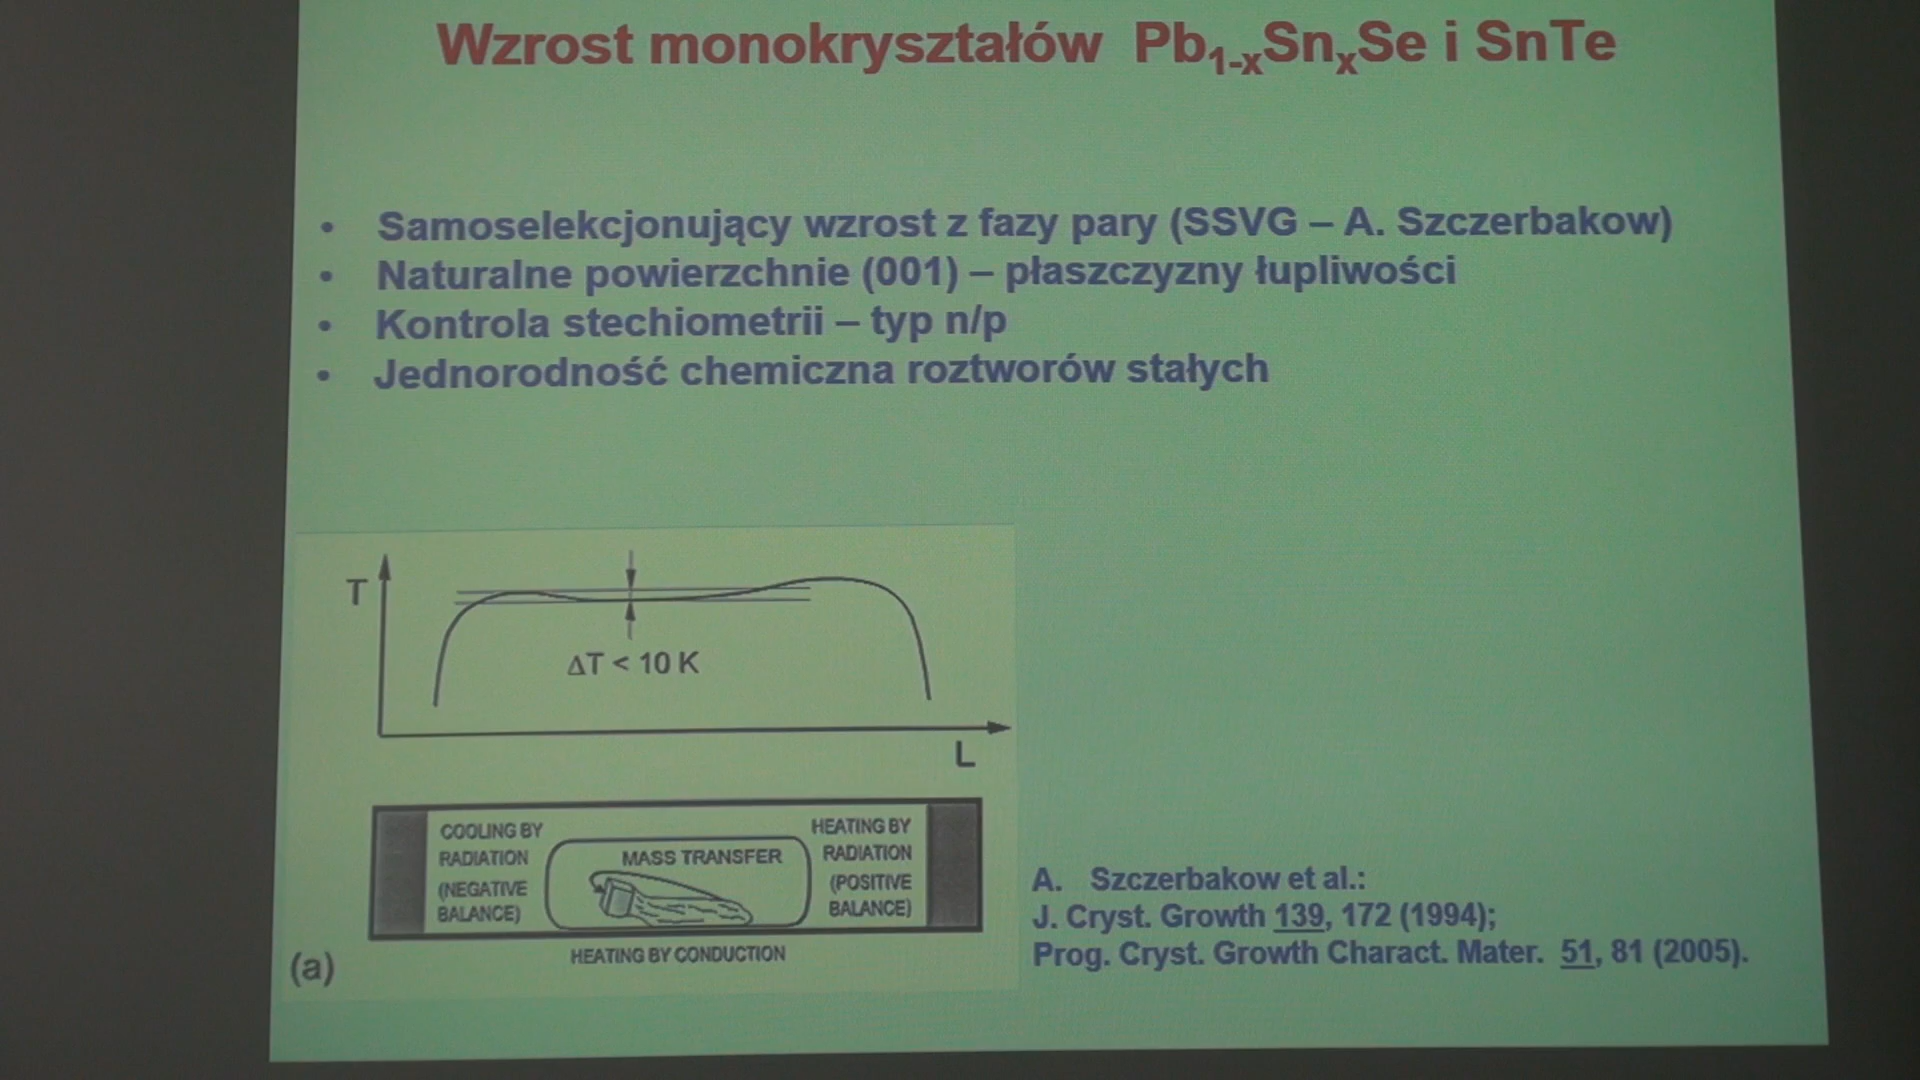 Wzrost monokryształów Pb1-xSnxSe i SnTe
• Samoselekcjonujący wzrost z fazy pary (SSVG – A. Szczerbakow)
• Naturalne powierzchnie (001) – płaszczyzny łupliwości
• Kontrola stechiometrii – typ n/p
• Jednorodność chemiczna roztworów stałych
T
ΔT < 10 K
L
COOLING BY
RADIATION
(NEGATIVE
BALANCE)
MASS TRANSFER
HEATING BY
RADIATION
(POSITIVE
BALANCE)
HEATING BY CONDUCTION
(a)
A. Szczerbakow et al.:
J. Cryst. Growth 139, 172 (1994);
Prog. Cryst. Growth Charact. Mater. 51, 81 (2005).